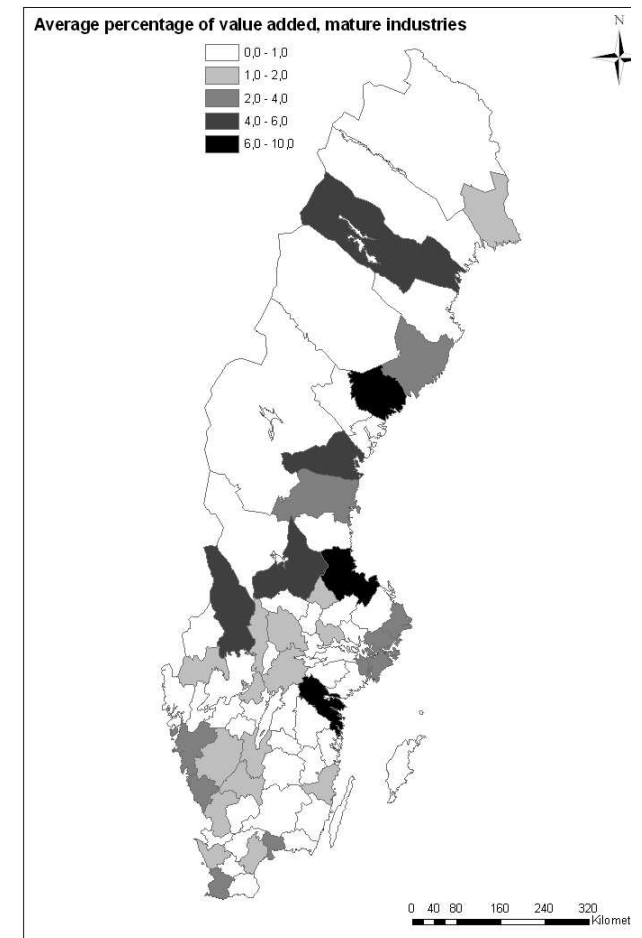 Average percentage of value added, mature industries
N
0,0 - 1,0
1,0 - 2,0
2,0 - 4,0
4,0 - 6,0
6,0 - 10,0
0 40 80 160 240 320
Kilomet